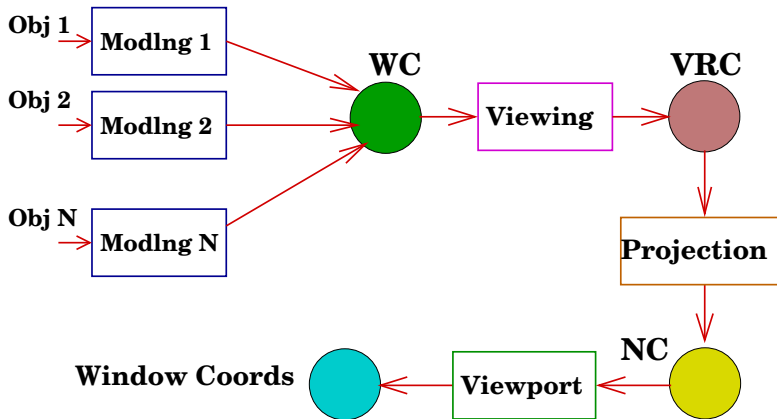 Obj 1
Modlng 1
Obj 2
Modlng 2
Obj N
Modlng N
WC
Viewing
VRC
Projection
NC
Viewport
Window Coords